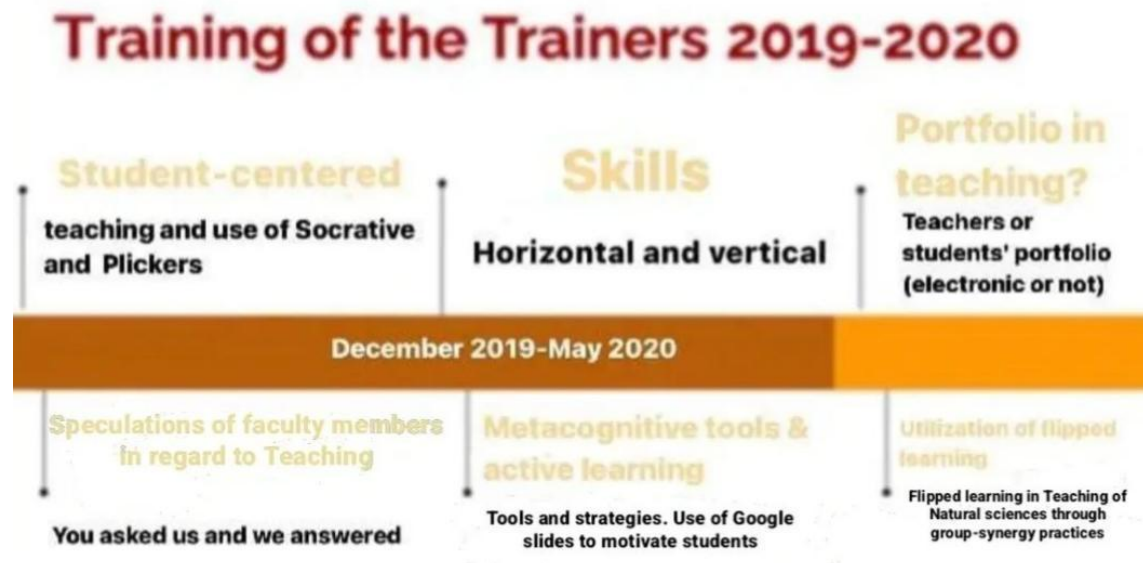 Training of the Trainers 2019-2020
Student-centered
teaching and use of Socrative
and Plickers
Skills
Horizontal and vertical
Portfolio in
teaching?
Teachers or
students' portfolio
(electronic or not)
December 2019-May 2020
Speculations of faculty members
in regard to Teaching
You asked us and we answered
Metacognitive tools &
active learning
Tools and strategies. Use of Google
slides to motivate students
Utilization of flipped
learning
Flipped learning in Teaching of
Natural sciences through
group-synergy practices